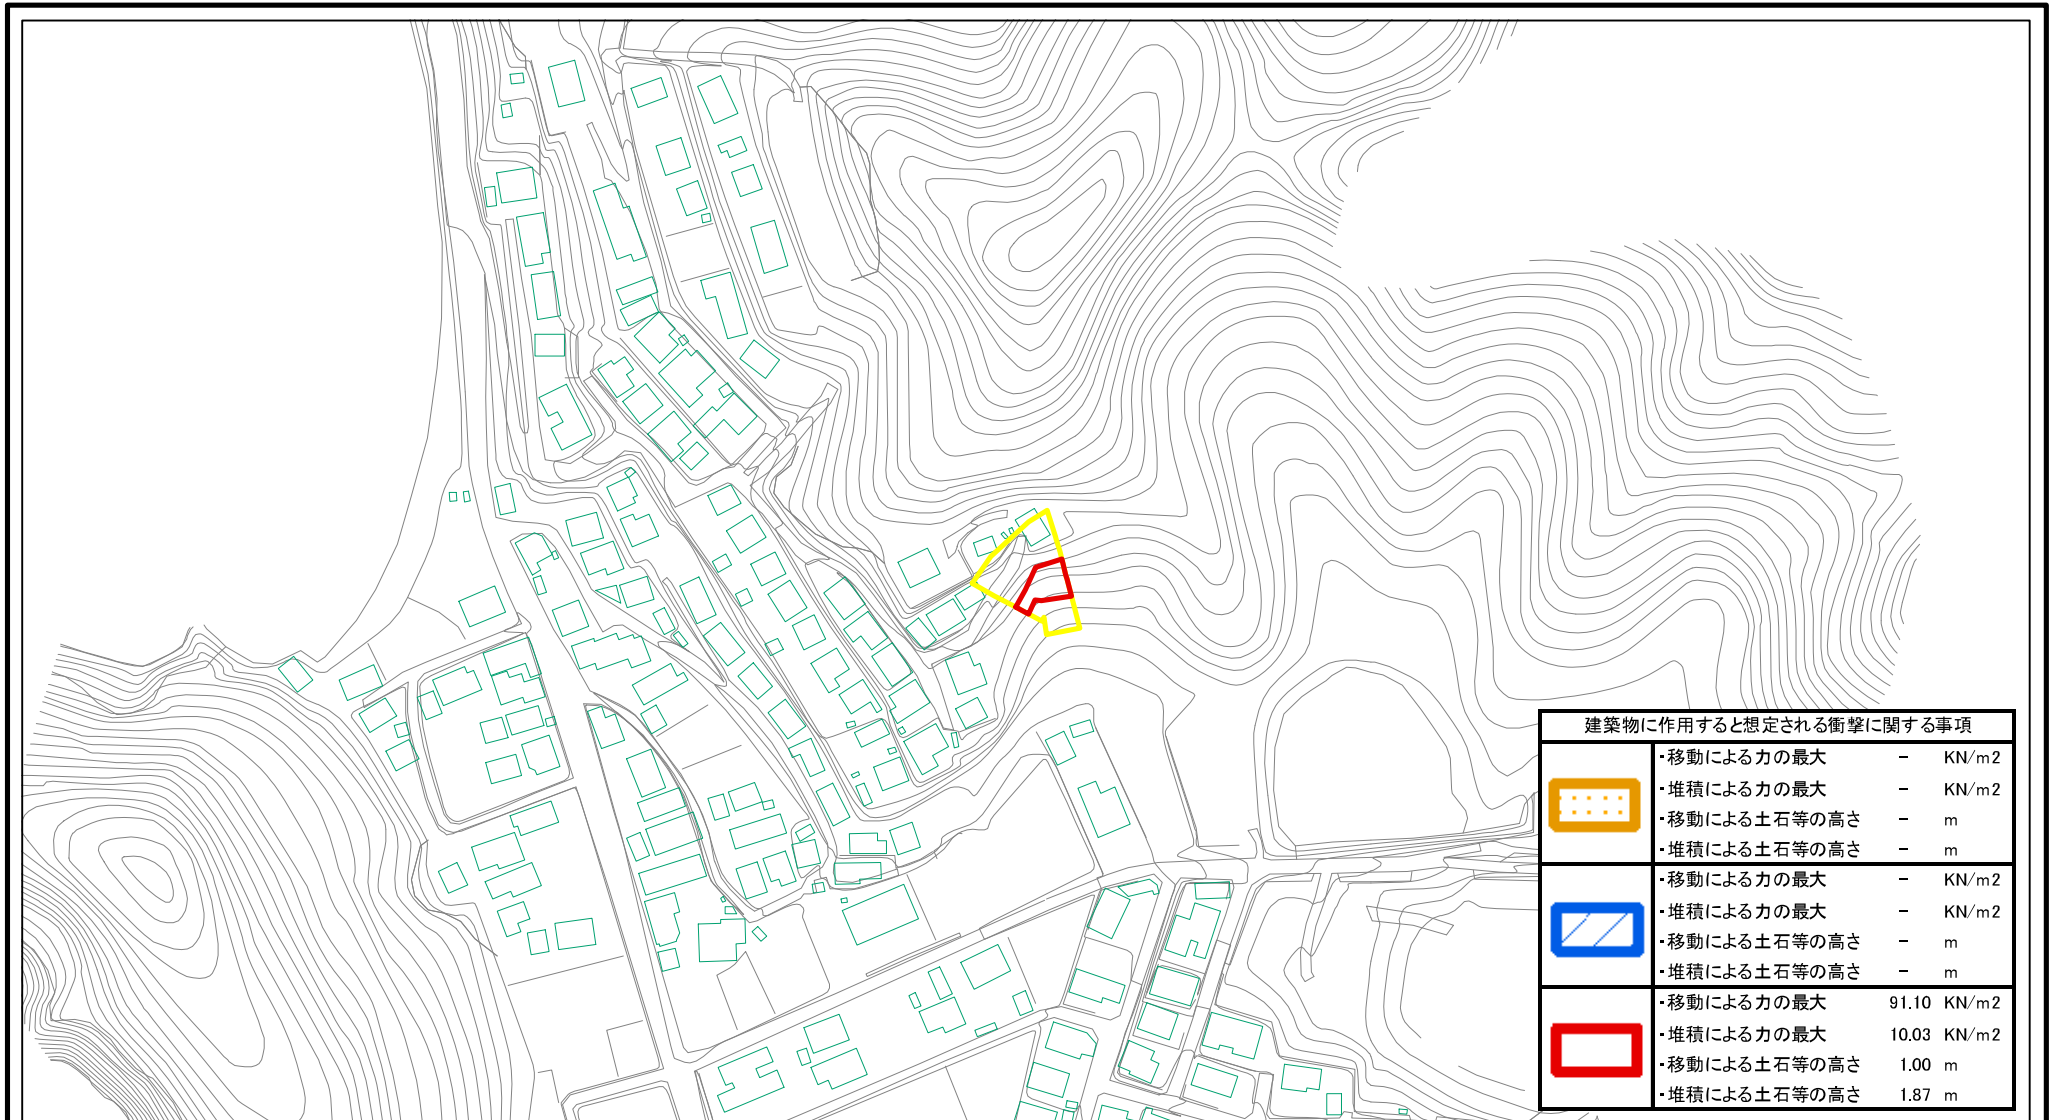 建築物に作用すると想定される衝撃に関する事項
・移動による力の最大 － KN/m2
・堆積による力の最大 － KN/m2
・移動による土石等の高さ － m
・堆積による土石等の高さ － m
・移動による力の最大 － KN/m2
・堆積による力の最大 － KN/m2
・移動による土石等の高さ － m
・堆積による土石等の高さ － m
・移動による力の最大 91.10 KN/m2
・堆積による力の最大 10.03 KN/m2
・移動による土石等の高さ 1.00 m
・堆積による土石等の高さ 1.87 m